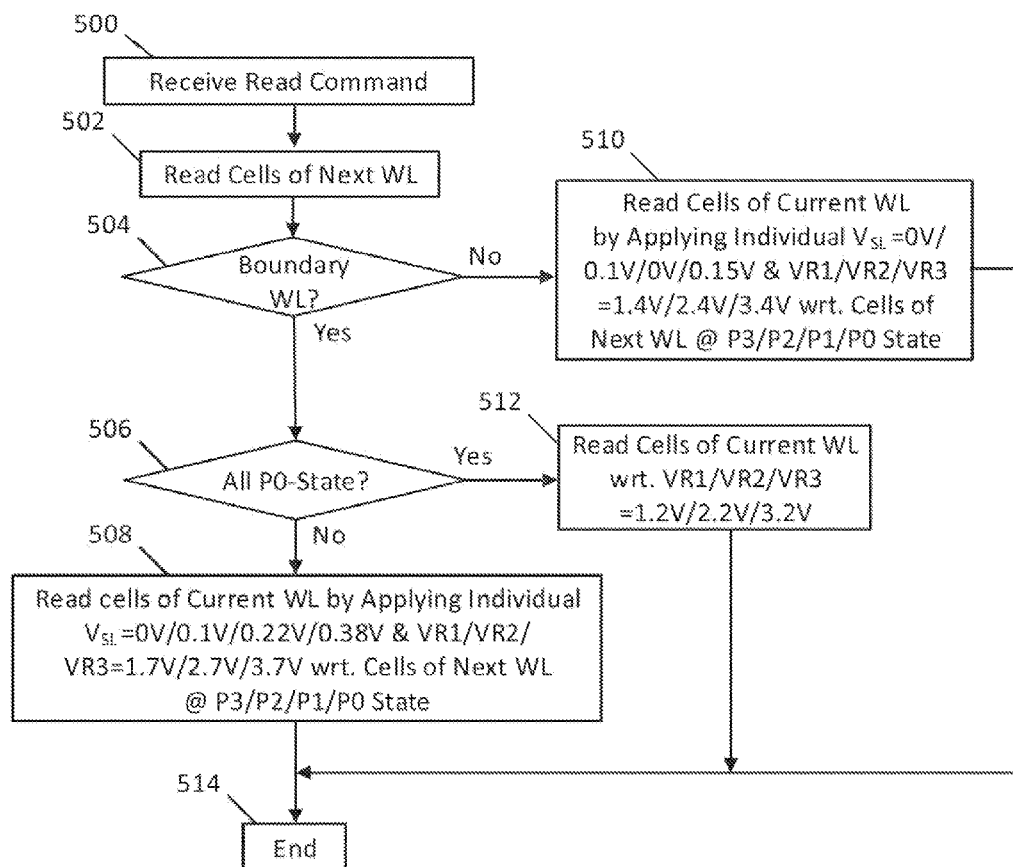 500
Receive Read Command
502
Read Cells of Next WL
504
Boundary
WL?
No
Yes
510
Read Cells of Current WL
by Applying Individual VSL=0V/
0.1V/0V/0.15V & VR1/VR2/VR3
=1.4V/2.4V/3.4V wrt. Cells of
Next WL @ P3/P2/P1/P0 State
506
All P0-State?
Yes
No
512
Read Cells of Current WL
wrt. VR1/VR2/VR3
=1.2V/2.2V/3.2V
508
Read cells of Current WL by Applying Individual
VSL=0V/0.1V/0.22V/0.38V & VR1/VR2/
VR3=1.7V/2.7V/3.7V wrt. Cells of Next WL
@ P3/P2/P1/P0 State
514
End